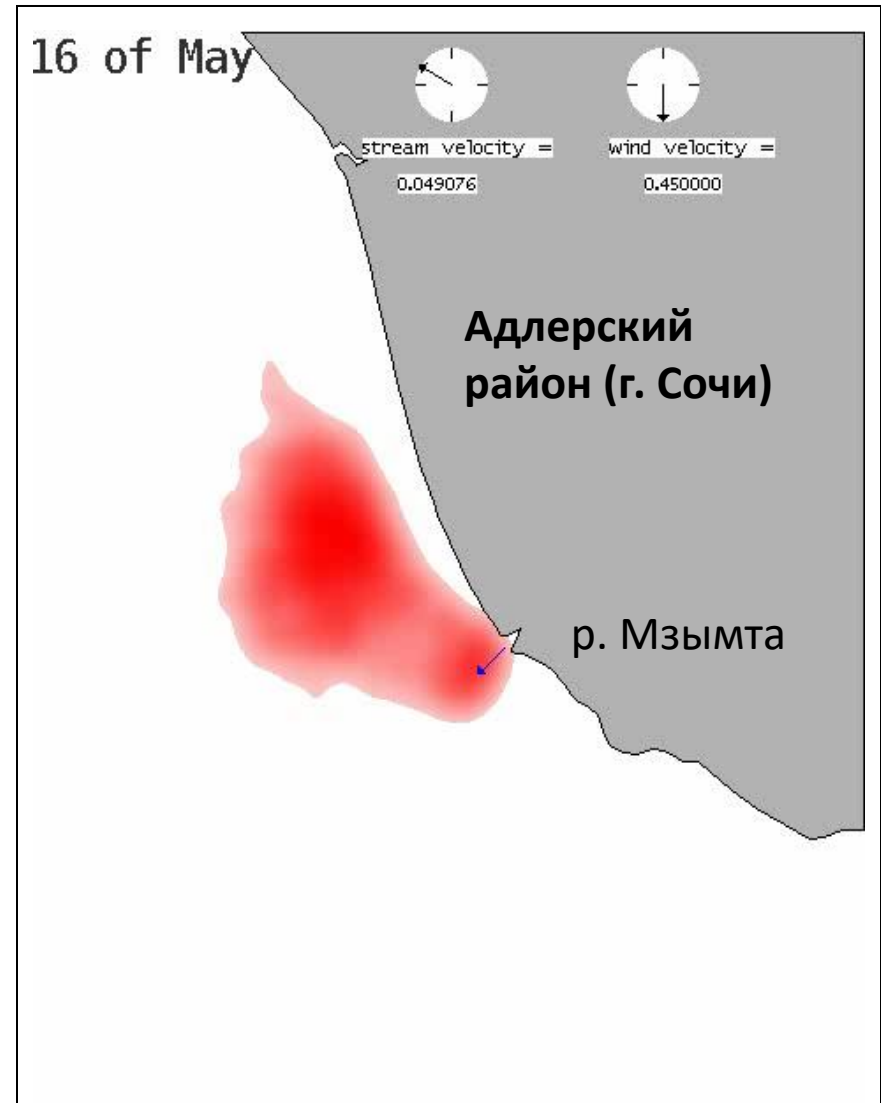 16 of May
stream velocity =
0.049076
wind velocity =
0.450000
Адлерский
район (г. Сочи)
р. Мзымта